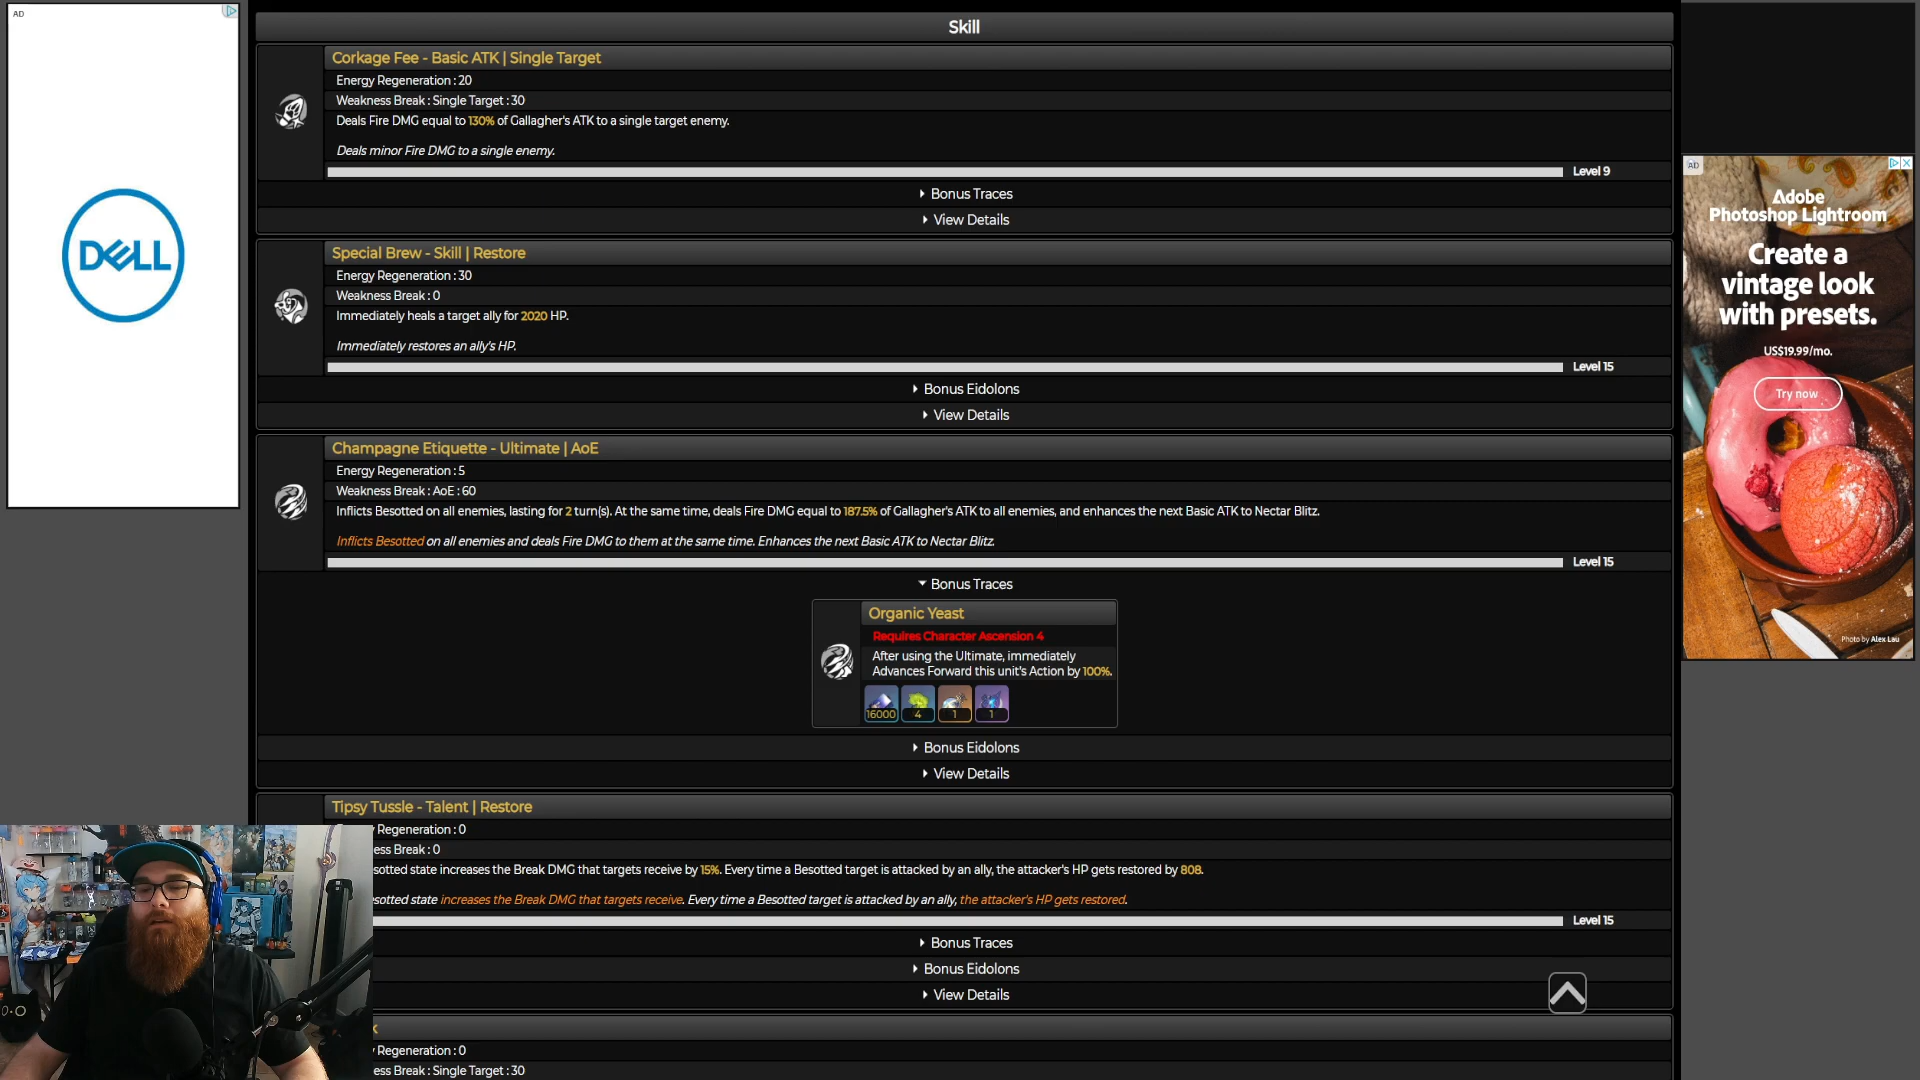 AD
DELL
Skill
Corkage Fee - Basic ATK | Single Target
Energy Regeneration : 20
Weakness Break : Single Target : 30
Deals Fire DMG equal to 130% of Gallagher's ATK to a single target enemy.
Deals minor Fire DMG to a single enemy.
Level 9
Bonus Traces
View Details
Special Brew - Skill | Restore
Energy Regeneration : 30
Weakness Break : 0
Immediately heals a target ally for 2020 HP.
Immediately restores an ally's HP.
Level 15
Bonus Eidolons
View Details
Champagne Etiquette - Ultimate | AoE
Energy Regeneration : 5
Weakness Break : AoE : 60
Inflicts Besotted on all enemies, lasting for 2 turn(s). At the same time, deals Fire DMG equal to 187.5% of Gallagher's ATK to all enemies, and enhances the next Basic ATK to Nectar Blitz.
Inflicts Besotted on all enemies and deals Fire DMG to them at the same time. Enhances the next Basic ATK to Nectar Blitz.
Level 15
Bonus Traces
Organic Yeast
Requires Character Ascension 4
After using the Ultimate, immediately
Advances Forward this unit's Action by 100%.
16000 4 1 1
Bonus Eidolons
View Details
Tipsy Tussle - Talent | Restore
y Regeneration : 0
ess Break : 0
sotted state increases the Break DMG that targets receive by 15%. Every time a Besotted target is attacked by an ally, the attacker's HP gets restored by 808.
esotted state increases the Break DMG that targets receive. Every time a Besotted target is attacked by an ally, the attacker's HP gets restored.
Level 15
Bonus Traces
Bonus Eidolons
View Details
k
y Regeneration : 0
ess Break : Single Target : 30
AD
Adobe
Photoshop Lightroom
Create a
vintage look
with presets.
US$19.99/mo.
Try now
Photo by Alex Lau